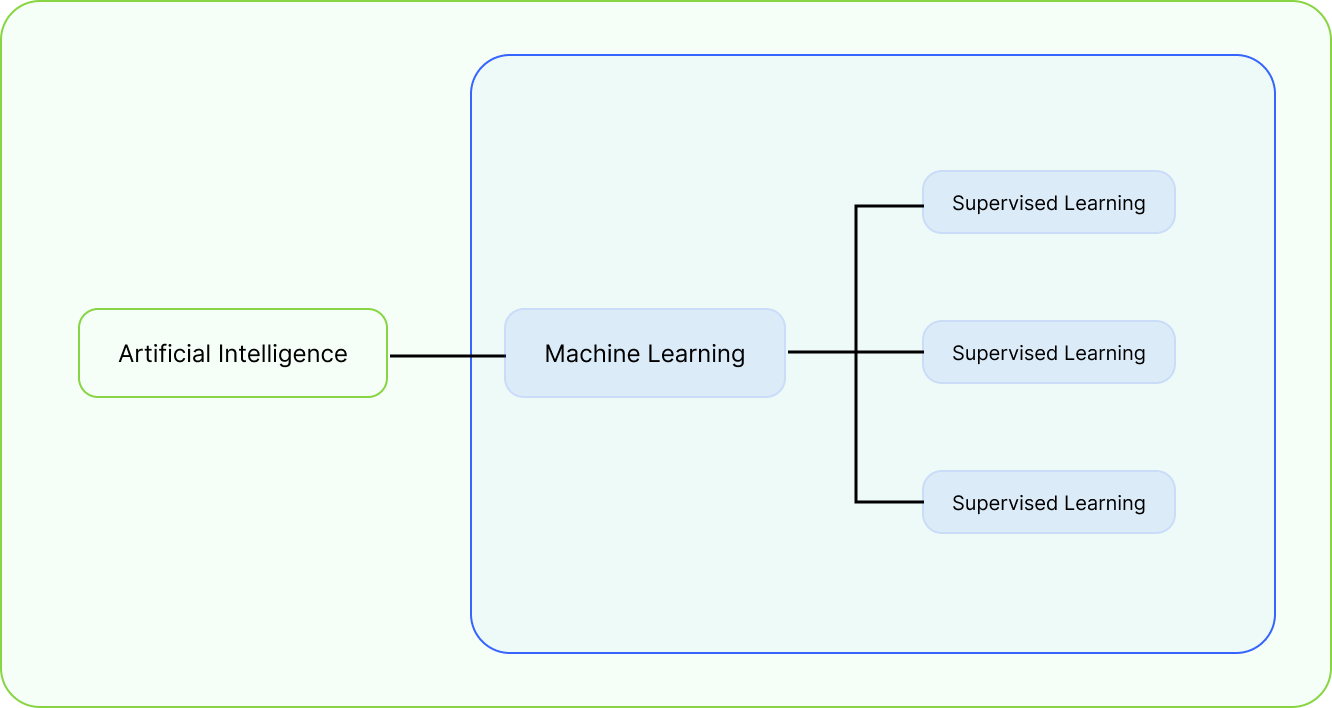 Artificial Intelligence
Machine Learning
Supervised Learning
Supervised Learning
Supervised Learning